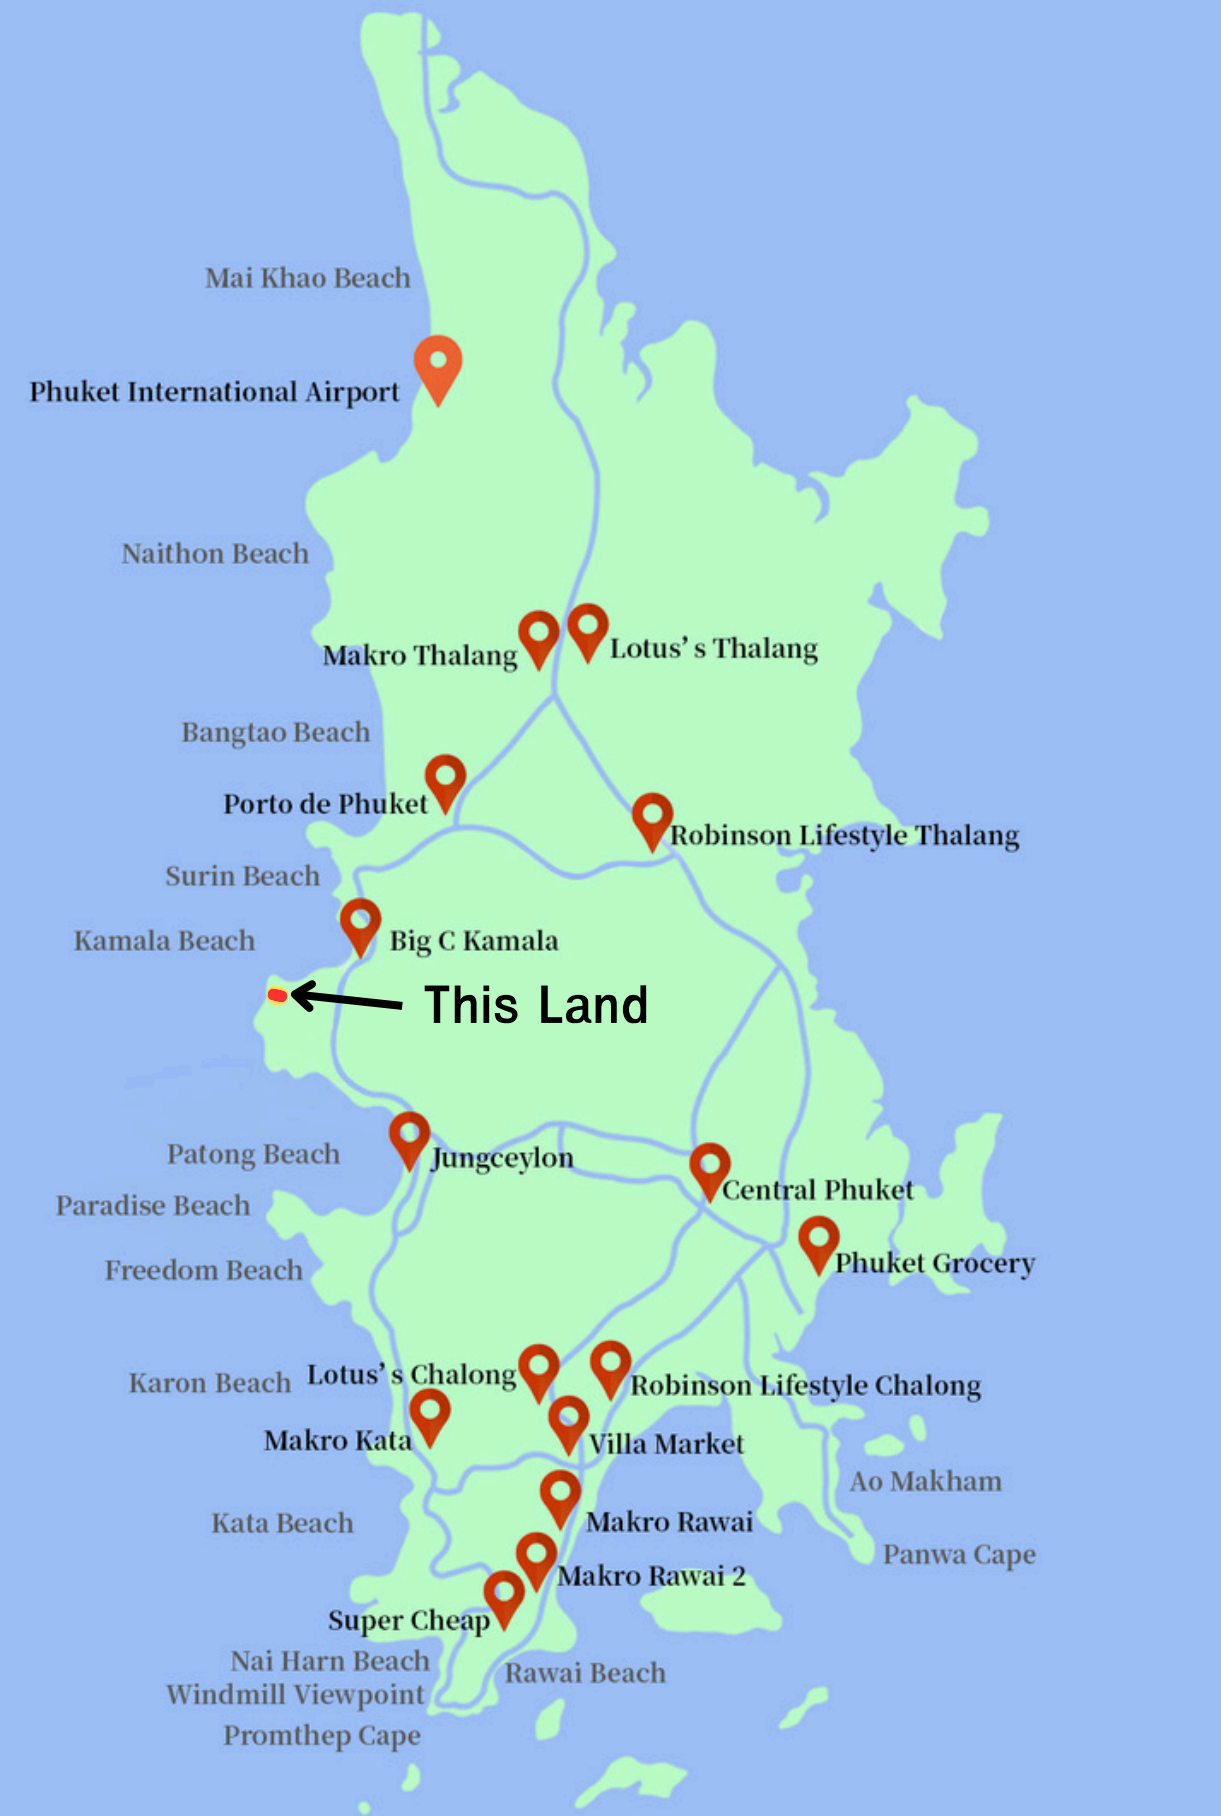 Mai Khao Beach
Phuket International Airport
Naithon Beach
Makro Thalang
Lotus’s Thalang
Bangtao Beach
Porto de Phuket
Robinson Lifestyle Thalang
Surin Beach
Kamala Beach
Big C Kamala
This Land
Patong Beach
Jungceylon
Central Phuket
Paradise Beach
Freedom Beach
Phuket Grocery
Karon Beach
Lotus’s Chalong
Robinson Lifestyle Chalong
Makro Kata
Villa Market
Ao Makham
Kata Beach
Makro Rawai
Panwa Cape
Makro Rawai 2
Super Cheap
Nai Harn Beach
Rawai Beach
Windmill Viewpoint
Promthep Cape